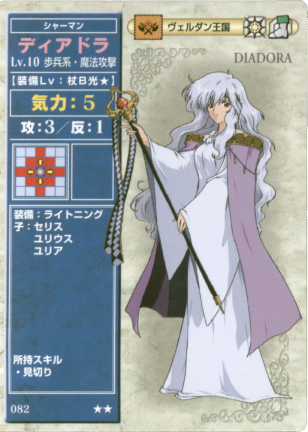 シャーマン
ディアドラ
Lv.10 歩兵系・魔法攻撃
【装備Lv：杖B光★】
気力：5
攻：3／反：1
装備：ライトニング
子：セリス
ユリウス
ユリア
所持スキル
・見切り
082
★★
ヴェルダン王国
DIADORA